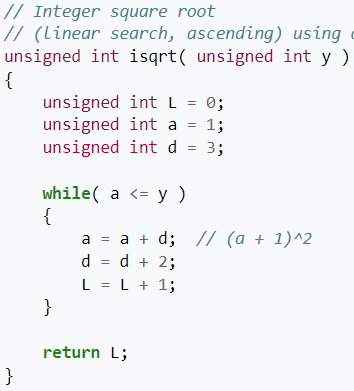 // Integer square root
// (linear search, ascending) using
unsigned int isqrt( unsigned int y )
{
    unsigned int L = 0;
    unsigned int a = 1;
    unsigned int d = 3;

    while( a <= y )
    {
        a = a + d;  // (a + 1)^2
        d = d + 2;
        L = L + 1;
    }

    return L;
}